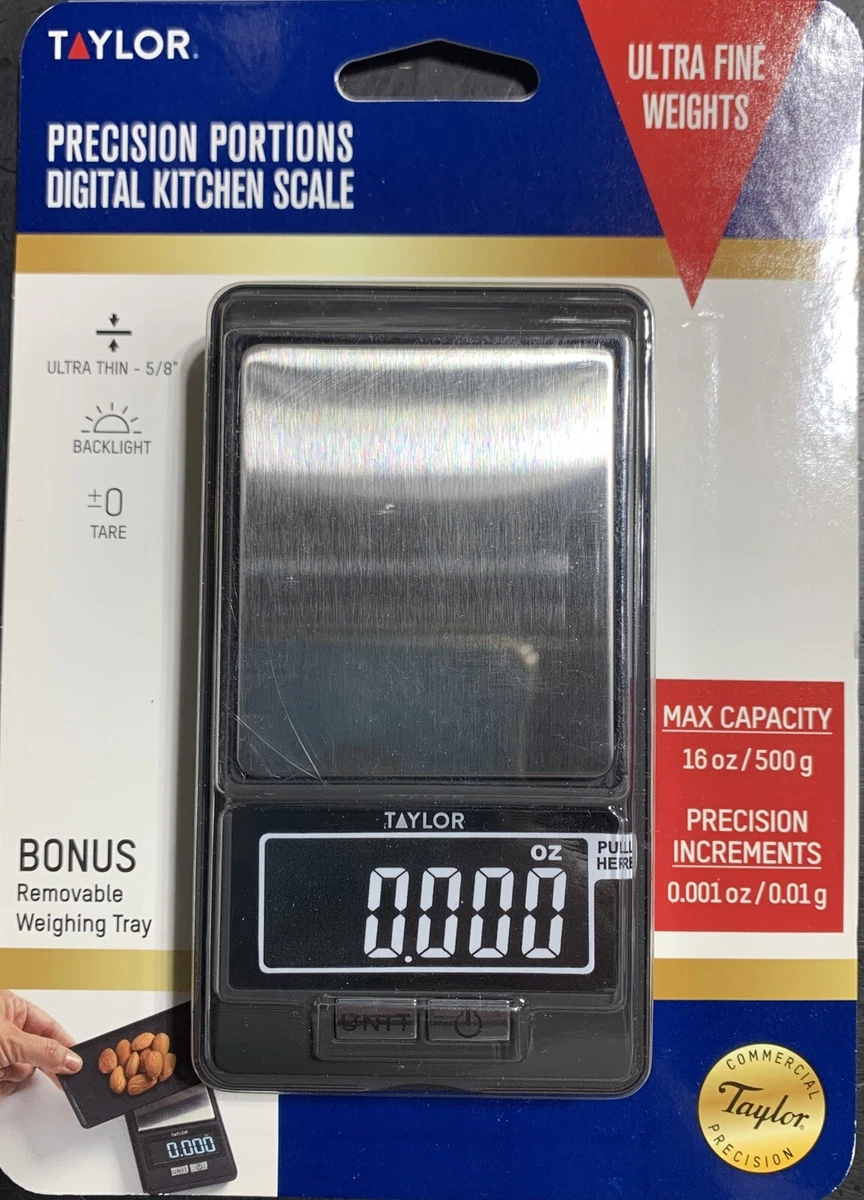 TAYLOR®
PRECISION PORTIONS
DIGITAL KITCHEN SCALE
ULTRA FINE
WEIGHTS
ULTRA THIN - 5/8"
BACKLIGHT
±0
TARE
MAX CAPACITY
16 oz / 500 g
PRECISION
INCREMENTS
0.001 oz / 0.01 g
BONUS
Removable
Weighing Tray
TAYLOR
oz
0.000
PULL
HERE
UNIT
TAYLOR
0.000
UNIT
COMMERCIAL
Taylor®
PRECISION